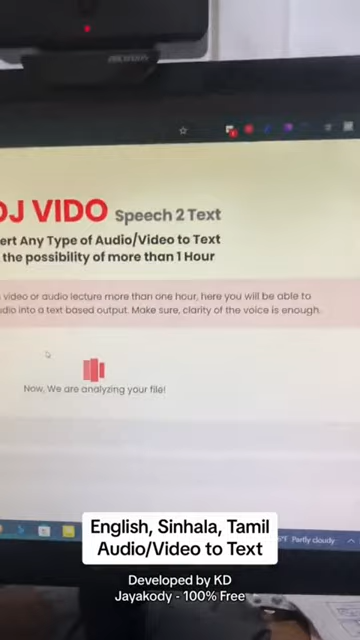 HIKVISION
DJ VIDO Speech 2 Text
ert Any Type of Audio/Video to Text
the possibility of more than 1 Hour
video or audio lecture more than one hour, here you will be able to
dio into a text based output. Make sure, clarity of the voice is enough.
Now, We are analyzing your file!
Partly cloudy
English, Sinhala, Tamil
Audio/Video to Text
Developed by KD
Jayakody - 100% Free